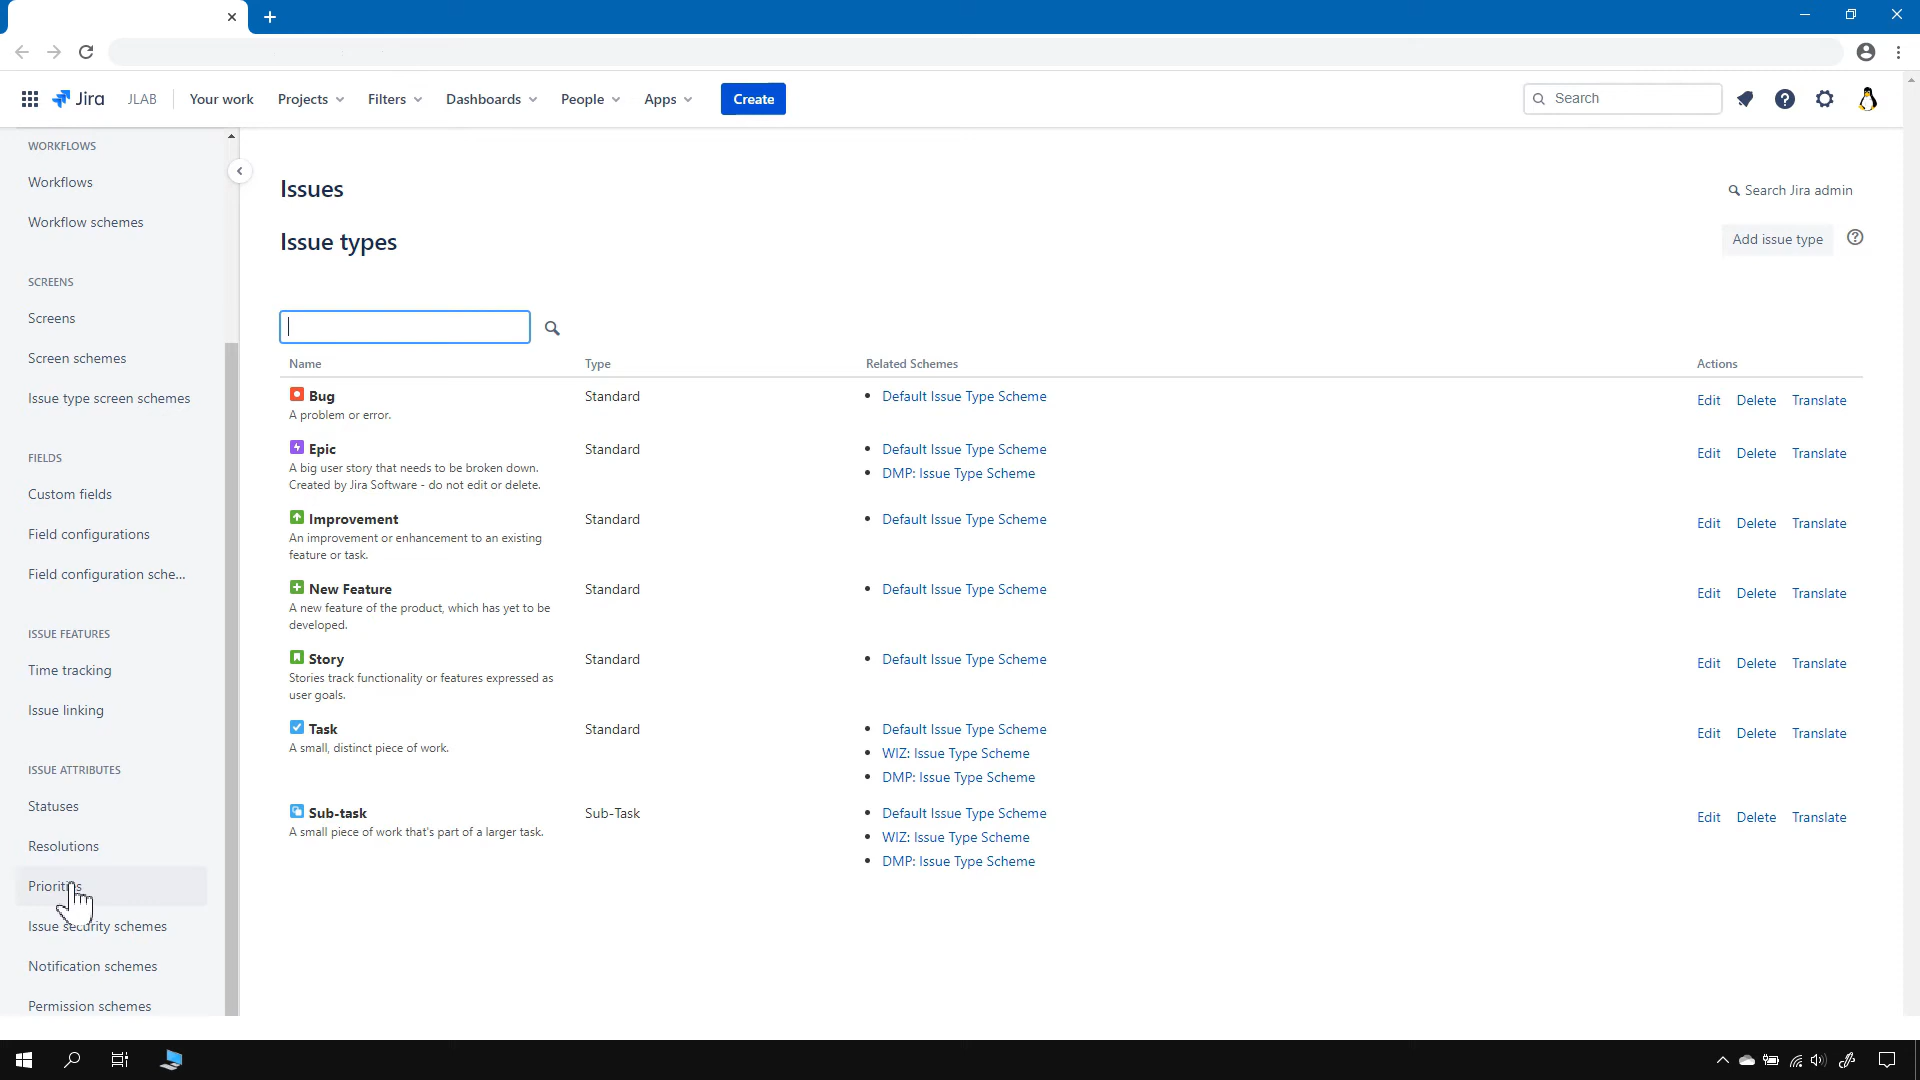 Jira
JLAB
Your work
Projects
Filters
Dashboards
People
Apps
Create
Search
WORKFLOWS
Workflows
Workflow schemes
SCREENS
Screens
Screen schemes
Issue type screen schemes
FIELDS
Custom fields
Field configurations
Field configuration sche...
ISSUE FEATURES
Time tracking
Issue linking
ISSUE ATTRIBUTES
Statuses
Resolutions
Priorities
Issue security schemes
Notification schemes
Permission schemes
Issues
Search Jira admin
Issue types
Add issue type
Name Type Related Schemes Actions
Bug Standard Default Issue Type Scheme Edit Delete Translate
A problem or error.
Epic Standard Default Issue Type Scheme Edit Delete Translate
A big user story that needs to be broken down. DMP: Issue Type Scheme
Created by Jira Software - do not edit or delete.
Improvement Standard Default Issue Type Scheme Edit Delete Translate
An improvement or enhancement to an existing
feature or task.
New Feature Standard Default Issue Type Scheme Edit Delete Translate
A new feature of the product, which has yet to be
developed.
Story Standard Default Issue Type Scheme Edit Delete Translate
Stories track functionality or features expressed as
user goals.
Task Standard Default Issue Type Scheme Edit Delete Translate
A small, distinct piece of work. WIZ: Issue Type Scheme
DMP: Issue Type Scheme
Sub-task Sub-Task Default Issue Type Scheme Edit Delete Translate
A small piece of work that's part of a larger task. WIZ: Issue Type Scheme
DMP: Issue Type Scheme